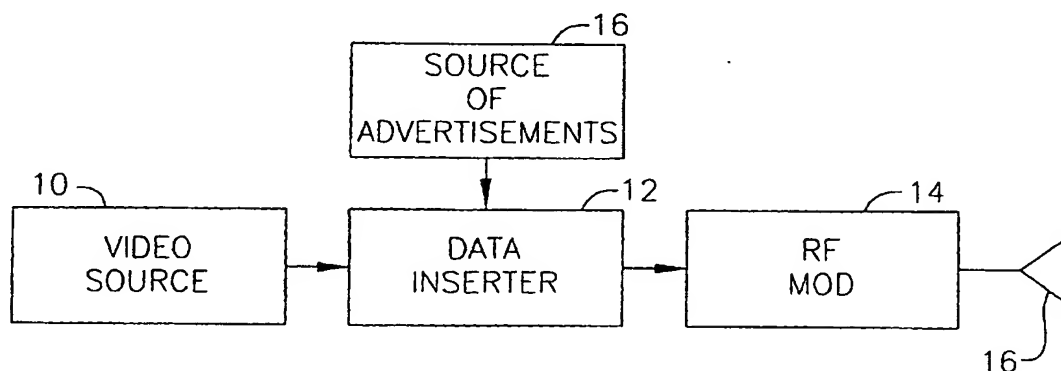 16
SOURCE
OF
ADVERTISEMENTS
10
12
14
VIDEO
SOURCE
DATA
INSERTER
RF
MOD
16